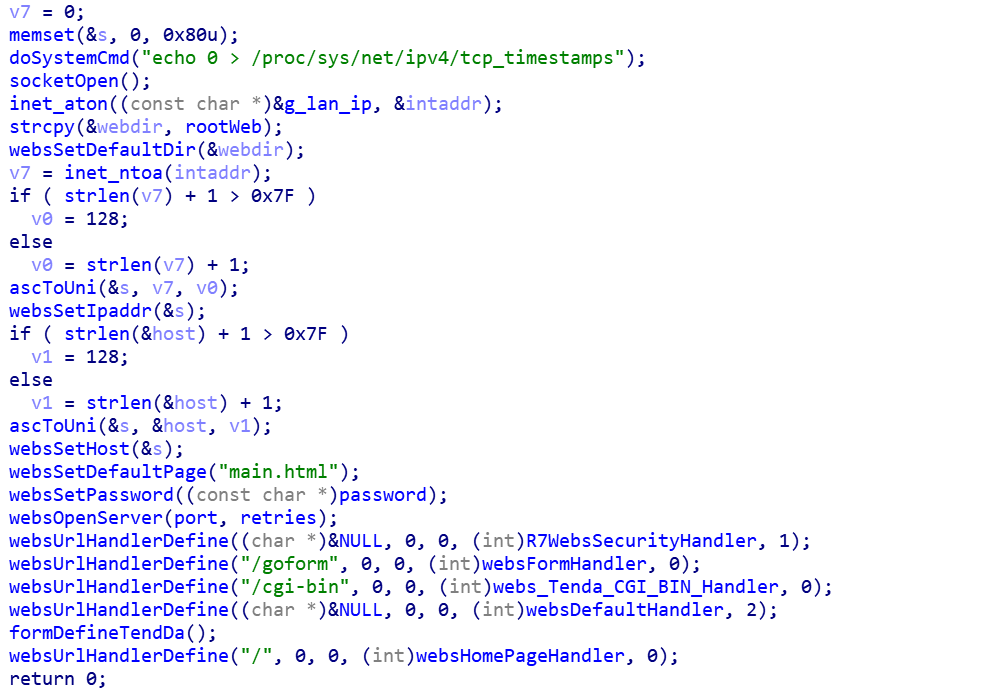 v7 = 0;
memset(&s, 0, 0x80u);
doSystemCmd("echo 0 > /proc/sys/net/ipv4/tcp_timestamps");
socketOpen();
inet_aton((const char *)&g_lan_ip, &intaddr);
strcpy(&webdir, rootWeb);
websSetDefaultDir(&webdir);
v7 = inet_ntoa(intaddr);
if ( strlen(v7) + 1 > 0x7F )
  v0 = 128;
else
  v0 = strlen(v7) + 1;
ascToUni(&s, v7, v0);
websSetIpaddr(&s);
if ( strlen(&host) + 1 > 0x7F )
  v1 = 128;
else
  v1 = strlen(&host) + 1;
ascToUni(&s, &host, v1);
websSetHost(&s);
websSetDefaultPage("main.html");
websSetPassword((const char *)password);
websOpenServer(port, retries);
websUrlHandlerDefine((char *)&NULL, 0, 0, (int)R7WebsSecurityHandler, 1);
websUrlHandlerDefine("/goform", 0, 0, (int)websFormHandler, 0);
websUrlHandlerDefine("/cgi-bin", 0, 0, (int)webs_Tenda_CGI_BIN_Handler, 0);
websUrlHandlerDefine((char *)&NULL, 0, 0, (int)websDefaultHandler, 2);
formDefineTendDa();
websUrlHandlerDefine("/", 0, 0, (int)websHomePageHandler, 0);
return 0;